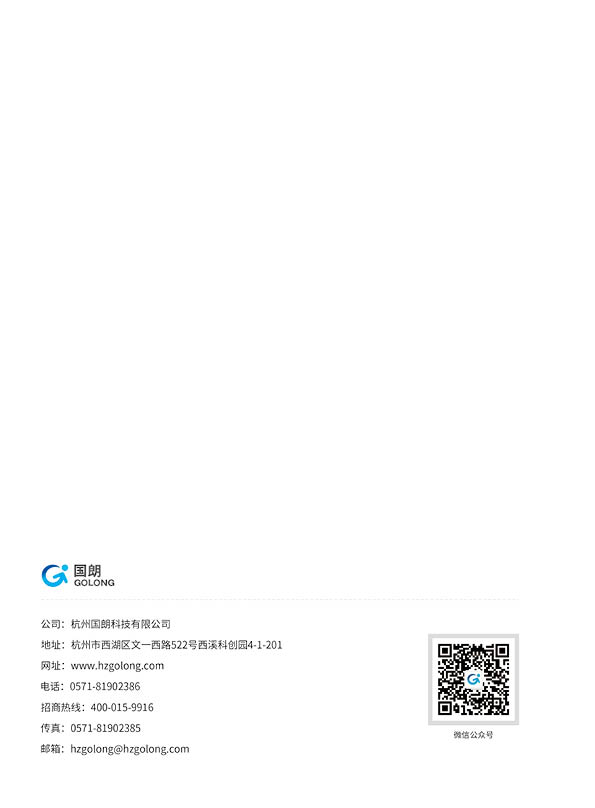 国朗
GOLONG
公司：杭州国朗科技有限公司
地址：杭州市西湖区文一西路522号西溪科创园4-1-201
网址：www.hzgolong.com
电话：0571-81902386
招商热线：400-015-9916
传真：0571-81902385
邮箱：hzgolong@hzgolong.com
微信公众号